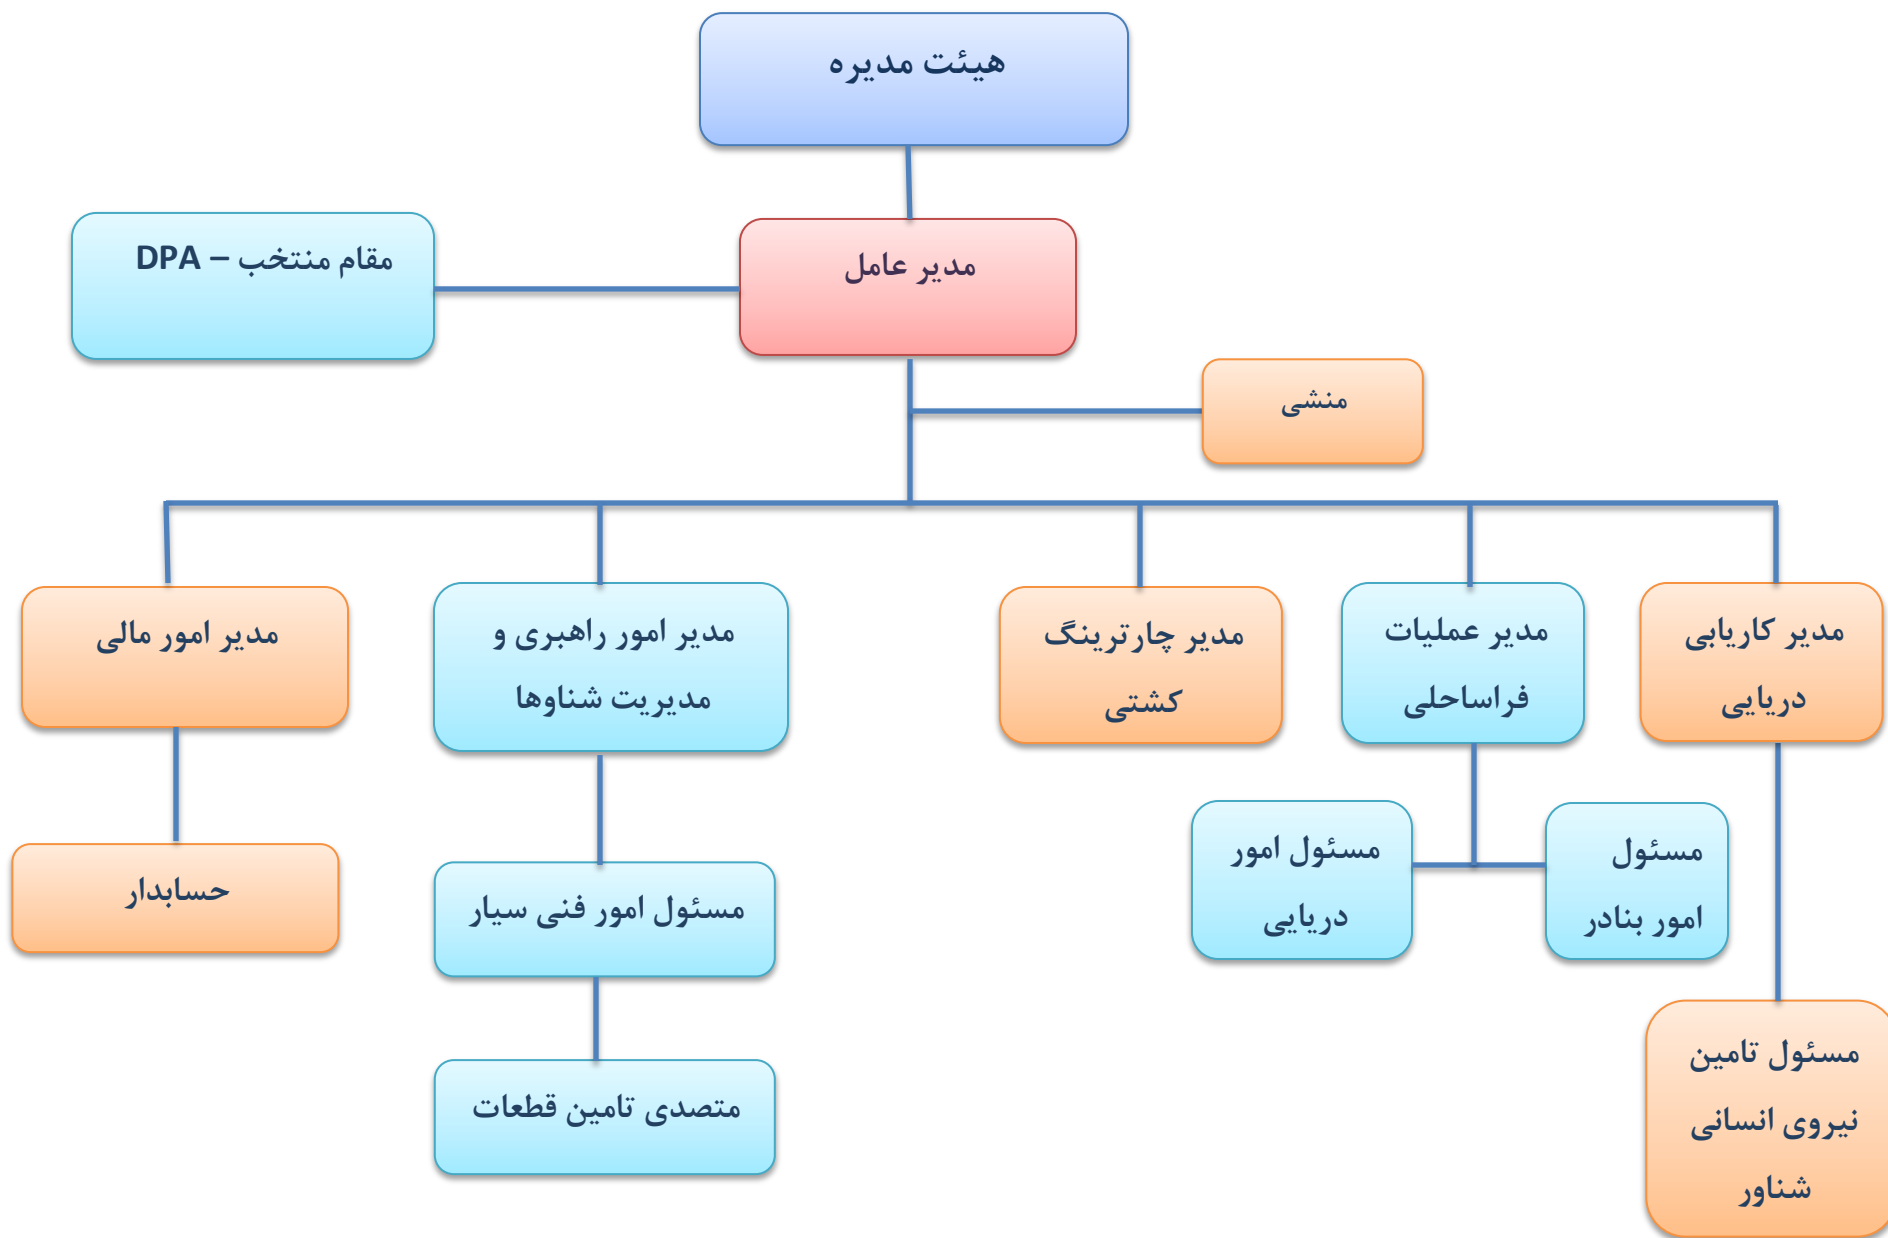 هیئت مدیره
مدیر عامل
مقام منتخب – DPA
منشی
مدیر کاریابی
دریایی
مدیر عملیات
فراساحلی
مدیر چارترینگ
کشتی
مدیر امور راهبری و
مدیریت شناوها
مدیر امور مالی
مسئول
امور بنادر
مسئول امور
دریایی
مسئول امور فنی سیار
حسابدار
مسئول تامین
نیروی انسانی
شناور
متصدی تامین قطعات